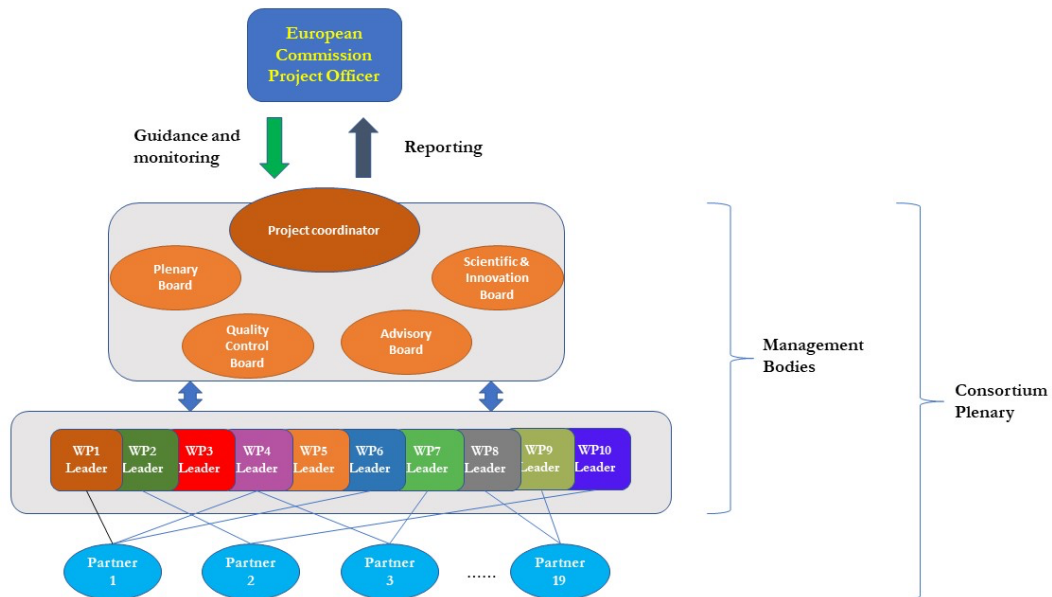 European
Commission
Project Officer
Guidance and
monitoring
Reporting
Project coordinator
Plenary
Board
Scientific &
Innovation
Board
Quality
Control
Board
Advisory
Board
Management
Bodies
Consortium
Plenary
WP1
Leader
WP2
Leader
WP3
Leader
WP4
Leader
WP5
Leader
WP6
Leader
WP7
Leader
WP8
Leader
WP9
Leader
WP10
Leader
Partner
1
Partner
2
Partner
3
......
Partner
19